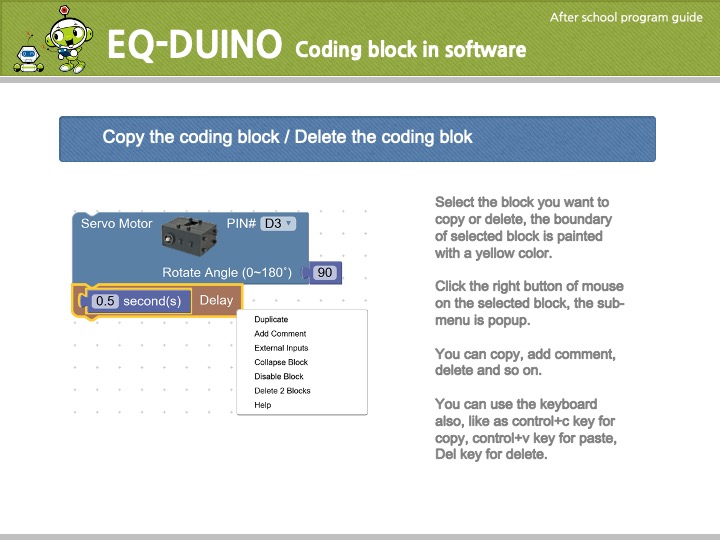 After school program guide
EQ-DUINO Coding block in software
Copy the coding block / Delete the coding blok
Servo Motor PIN# D3
Rotate Angle (0~180˚) 90
0.5 second(s) Delay
Duplicate
Add Comment
External Inputs
Collapse Block
Disable Block
Delete 2 Blocks
Help
Select the block you want to
copy or delete, the boundary
of selected block is painted
with a yellow color.
Click the right button of mouse
on the selected block, the sub-
menu is popup.
You can copy, add comment,
delete and so on.
You can use the keyboard
also, like as control+c key for
copy, control+v key for paste,
Del key for delete.